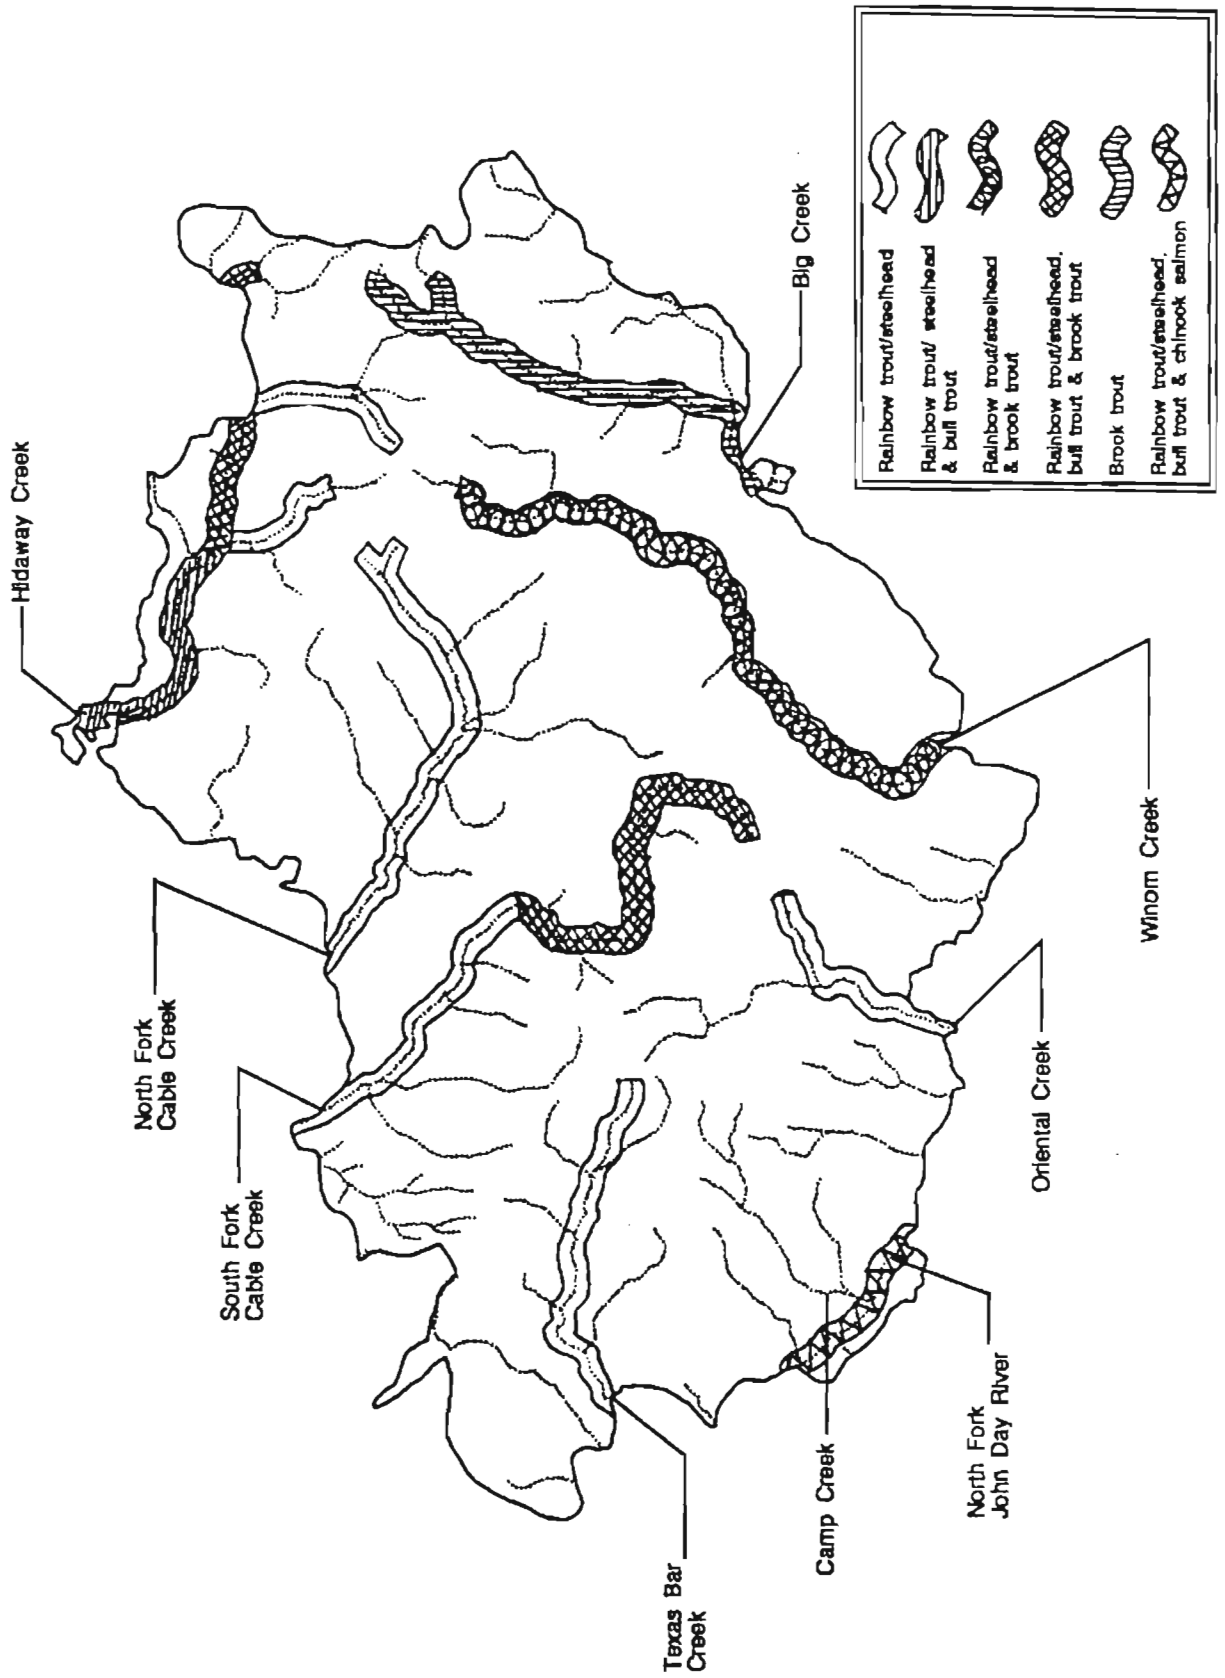 Hidaway Creek
North Fork
Cable Creek
South Fork
Cable Creek
Big Creek
Texas Bar
Creek
Camp Creek
North Fork
John Day River
Oriental Creek
Winom Creek
Rainbow trout/steelhead
Rainbow trout/ steelhead
& bull trout
Rainbow trout/steelhead
& brook trout
Rainbow trout/steelhead,
bull trout & brook trout
Brook trout
Rainbow trout/steelhead,
bull trout & chinook salmon